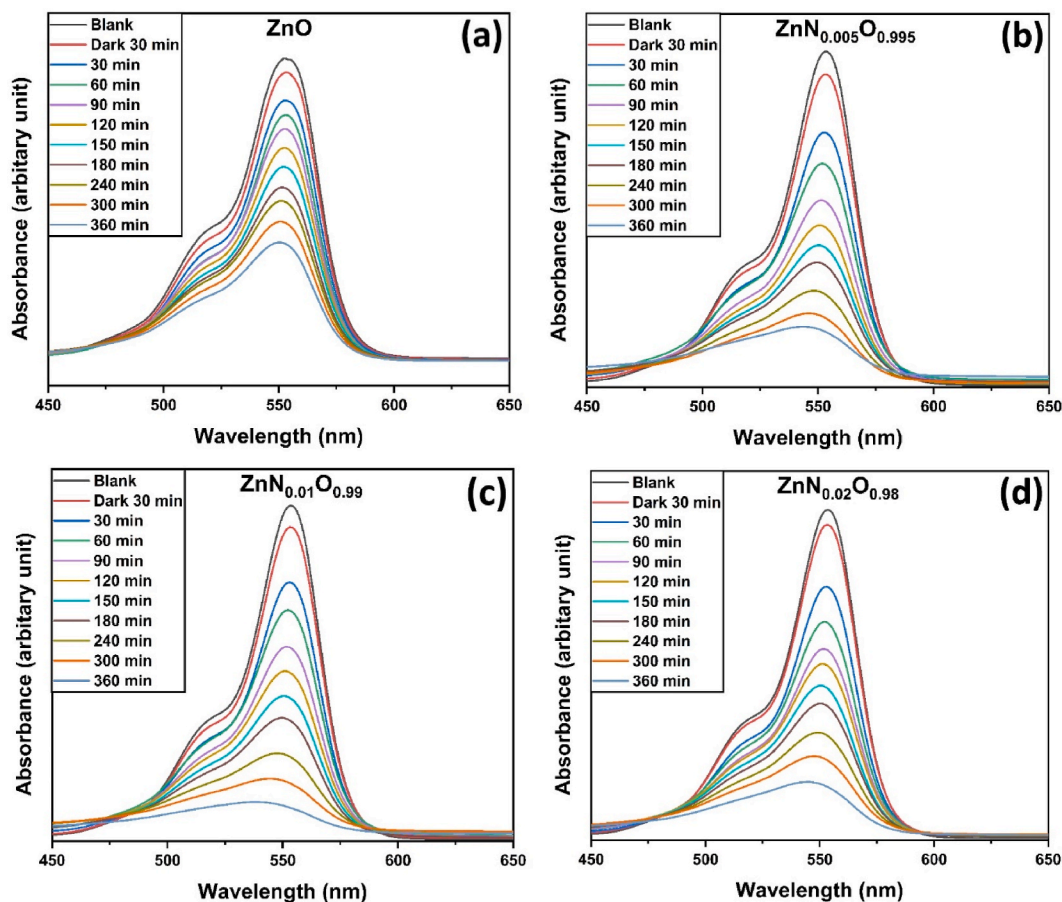 ZnO
(a)
Blank
Dark 30 min
30 min
60 min
90 min
120 min
150 min
180 min
240 min
300 min
360 min
Absorbance (arbitary unit)
450 500 550 600 650
Wavelength (nm)
ZnN0.005O0.995
(b)
Blank
Dark 30 min
30 min
60 min
90 min
120 min
150 min
180 min
240 min
300 min
360 min
Absorbance (arbitary unit)
450 500 550 600 650
Wavelength (nm)
ZnN0.01O0.99
(c)
Blank
Dark 30 min
30 min
60 min
90 min
120 min
150 min
180 min
240 min
300 min
360 min
Absorbance (arbitary unit)
450 500 550 600 650
Wavelength (nm)
ZnN0.02O0.98
(d)
Blank
Dark 30 min
30 min
60 min
90 min
120 min
150 min
180 min
240 min
300 min
360 min
Absorbance (arbitary unit)
450 500 550 600 650
Wavelength (nm)